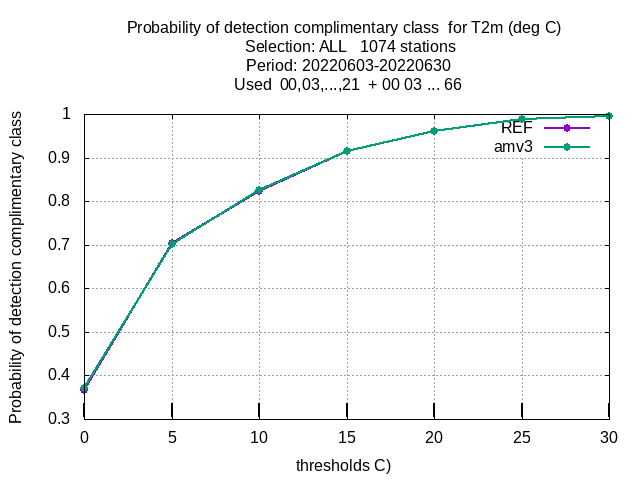 Probability of detection complimentary class  for T2m (deg C)
Selection: ALL   1074 stations
Period: 20220603-20220630
Used  00,03,...,21  + 00 03 ... 66
Probability of detection complimentary class
1
0.9
0.8
0.7
0.6
0.5
0.4
0.3
REF
amv3
0 5 10 15 20 25 30
thresholds C)